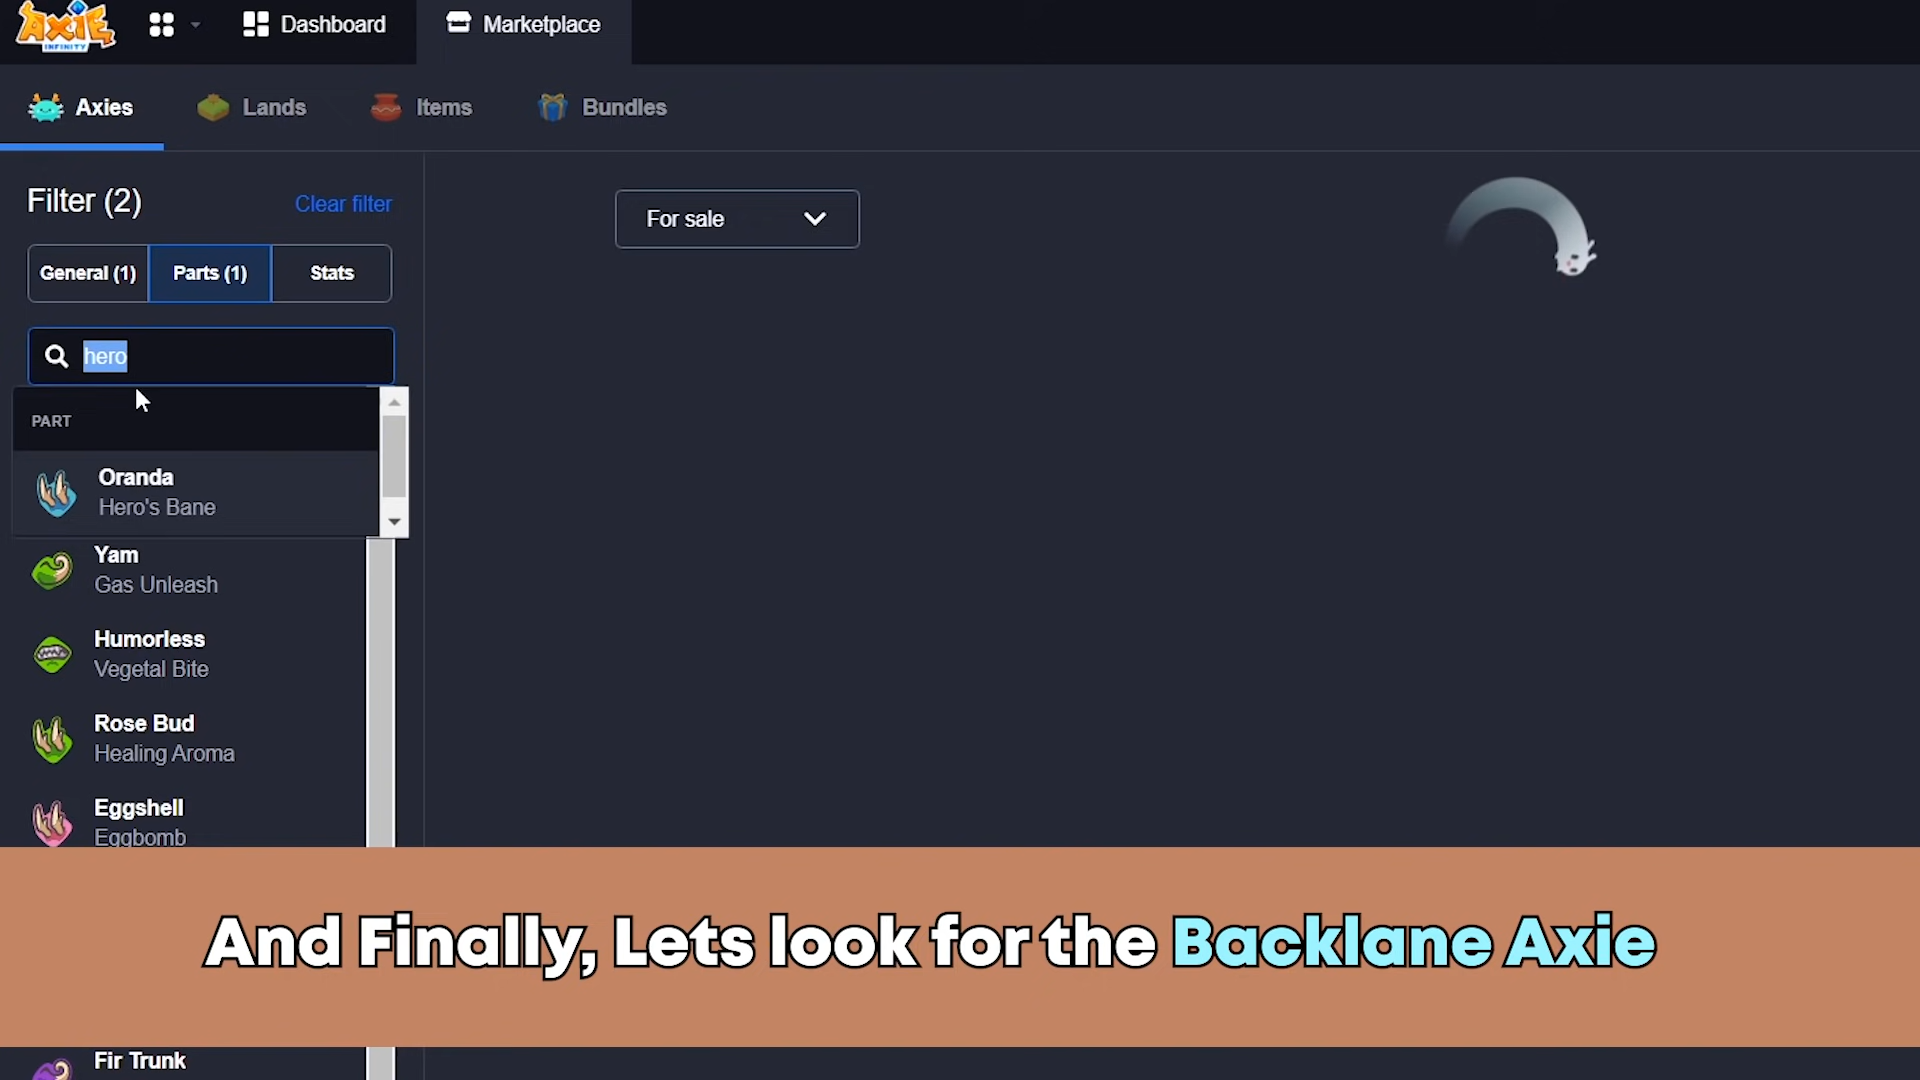 AXIE
INFINITY
Dashboard
Marketplace
Axies
Lands
Items
Bundles
Filter (2)
Clear filter
General (1)
Parts (1)
Stats
For sale
hero
PART
Oranda
Hero's Bane
Yam
Gas Unleash
Humorless
Vegetal Bite
Rose Bud
Healing Aroma
Eggshell
Eggbomb
And Finally, Lets look for the Backlane Axie
Fir Trunk